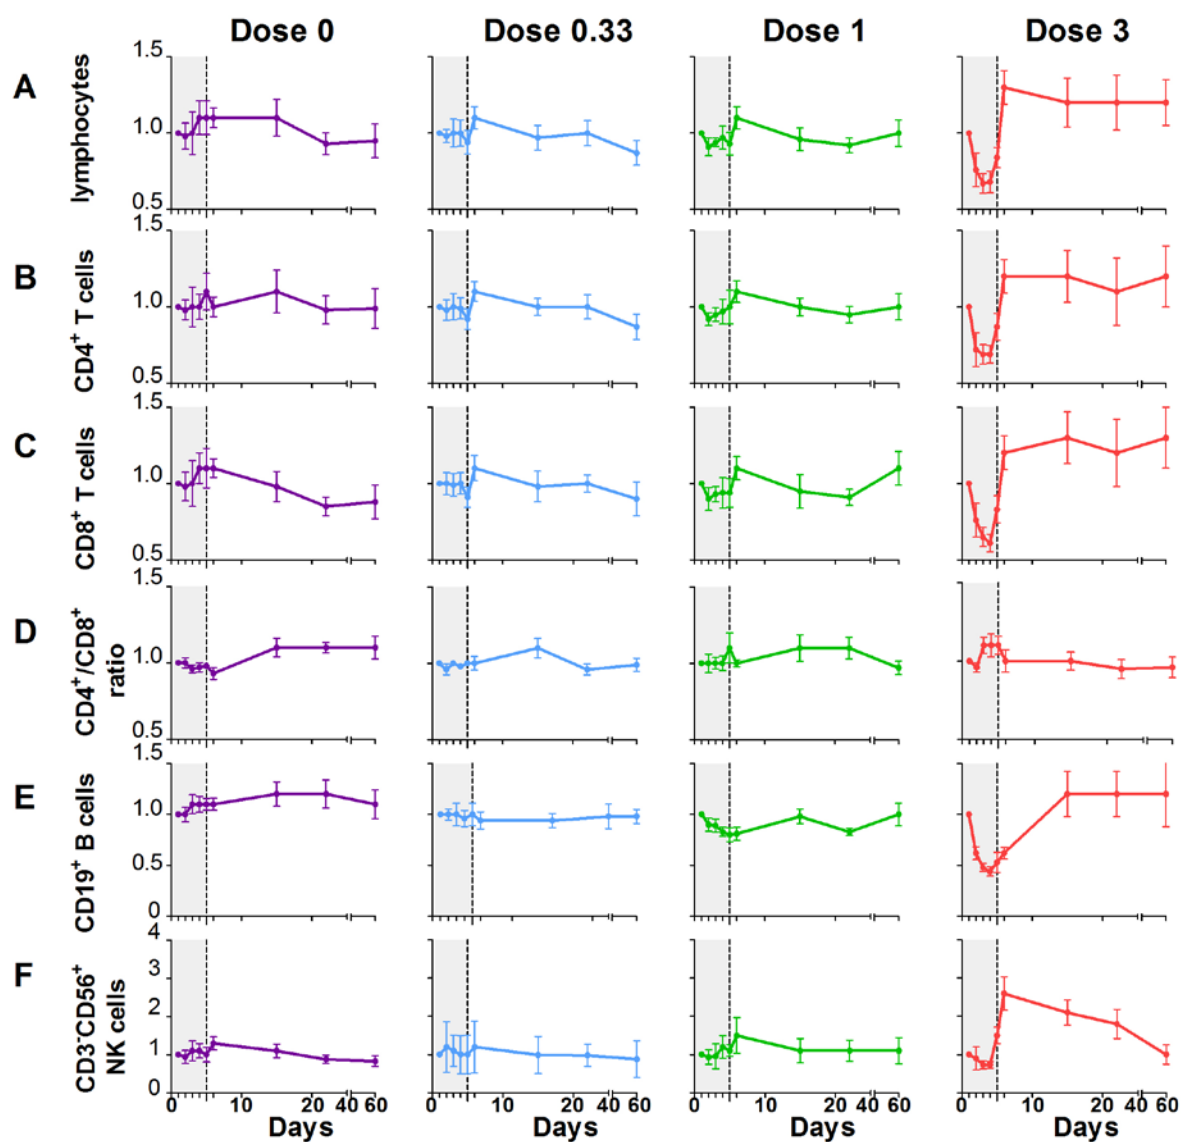 Dose 0 Dose 0.33 Dose 1 Dose 3
A
lymphocytes
1.5
1.0
0.5
B
CD4+ T cells
1.5
1.0
0.5
C
CD8+ T cells
1.5
1.0
0.5
D
CD4+/CD8+
ratio
1.5
1.0
0.5
E
CD19+ B cells
1.5
1.0
0.5
0
F
CD3-CD56+
NK cells
4
3
2
1
0
0 10 20 40 60 0 10 20 40 60 0 10 20 40 60 0 10 20 40 60
Days Days Days Days